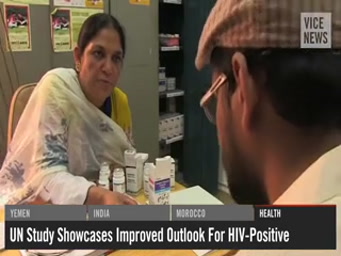 VICE
NEWS
YEMEN INDIA MOROCCO HEALTH
UN Study Showcases Improved Outlook For HIV-Positive